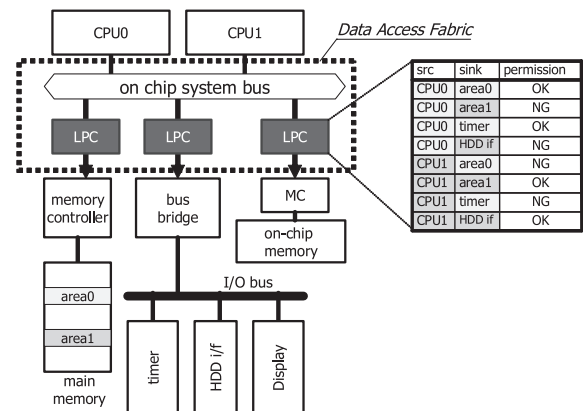 CPU0
CPU1
Data Access Fabric
on chip system bus
LPC
LPC
LPC
src sink permission
CPU0 area0 OK
CPU0 area1 NG
CPU0 timer OK
CPU0 HDD if NG
CPU1 area0 NG
CPU1 area1 OK
CPU1 timer NG
CPU1 HDD if OK
memory
controller
bus
bridge
MC
on-chip
memory
I/O bus
area0
area1
main
memory
timer
HDD i/f
Display